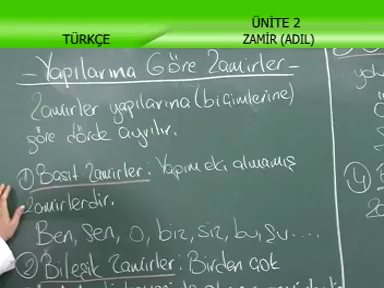 ÜNİTE 2
TÜRKÇE
ZAMİR (ADIL)
- Yapılarına Göre Zamirler -
Zamirler yapılarına (biçimlerine)
göre dörde ayrılır.
① Basit Zamirler: Yapım eki almamış
zamirlerdir.
Ben, Sen, O, biz, siz, bu, şu....
② Bileşik Zamirler: Birden çok